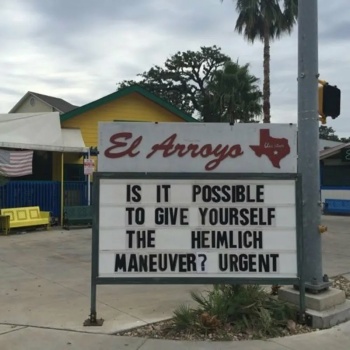 El Arroyo
IS IT POSSIBLE
TO GIVE YOURSELF
THE HEIMLICH
MANEUVER? URGENT